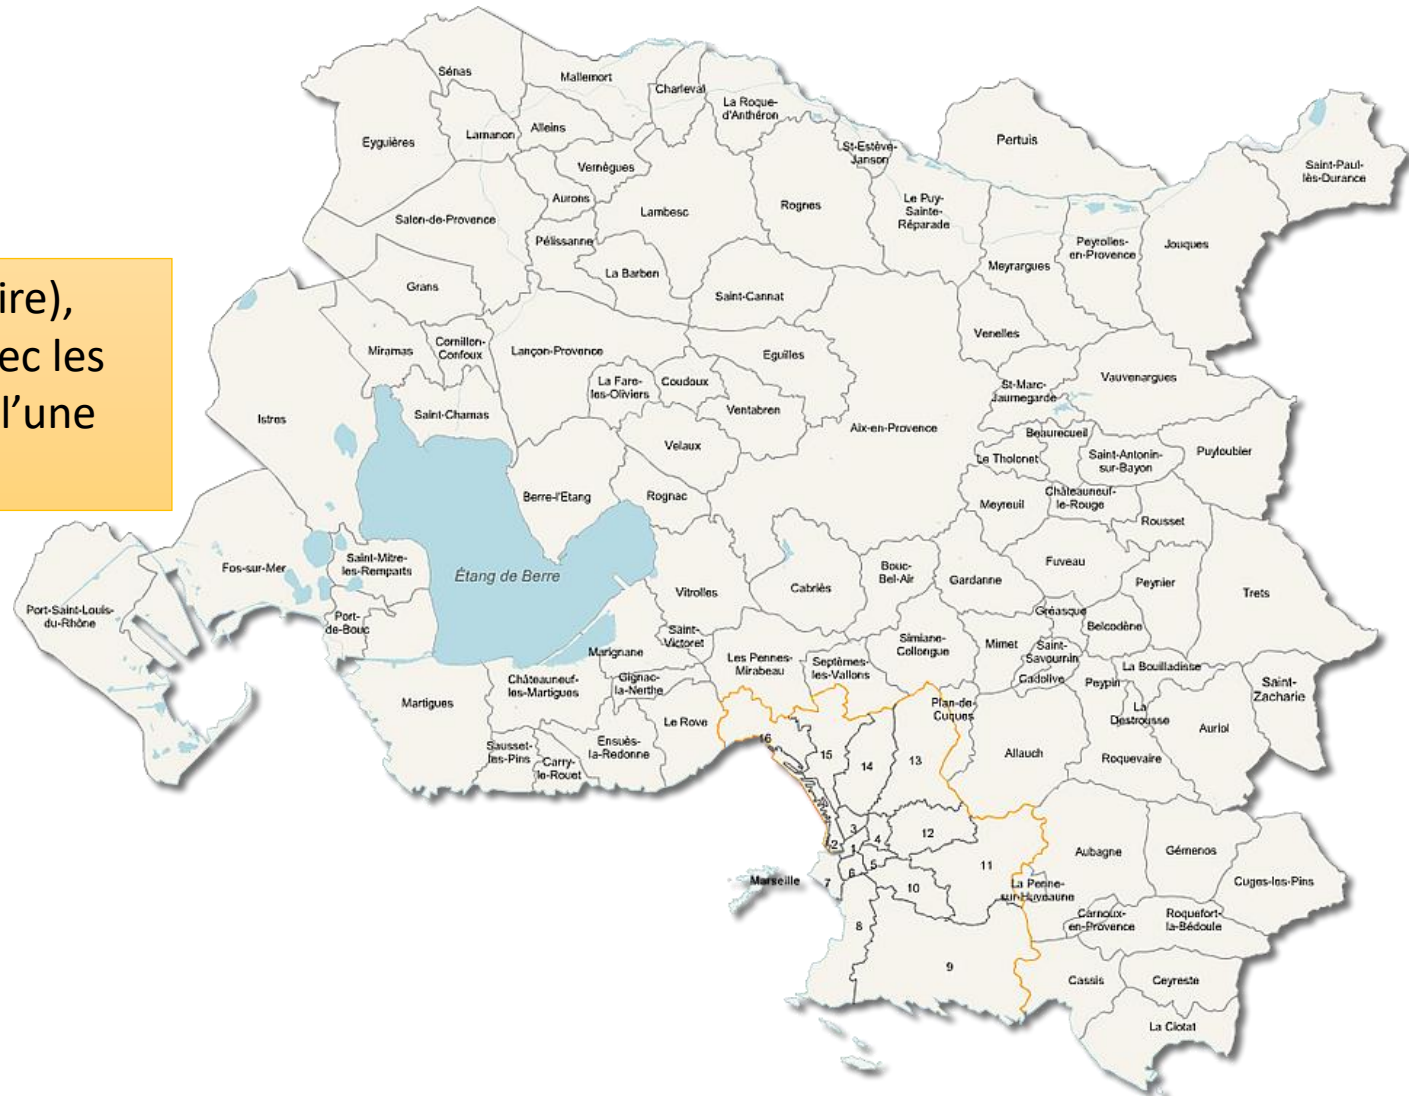 ire),
ec les
l’une
Sénas
Mallemort
Charleval
La Roque-
d'Anthéron
Eyguières
Lamanon
Alleins
Vernègues
St-Estève-
Janson
Pertuis
Saint-Paul-
lès-Durance
Aurons
Salon-de-Provence
Lambesc
Rognes
Le Puy-
Sainte-
Réparade
Pélissanne
La Barben
Meyrargues
Peyrolles-
en-Provence
Jouques
Grans
Saint-Cannat
Miramas
Cornillon-
Confoux
Lançon-Provence
Eguilles
Venelles
La Fare-
les-Oliviers
Coudoux
Ventabren
St-Marc-
Jaumegarde
Vauvenargues
Istres
Saint-Chamas
Velaux
Aix-en-Provence
Beaurecueil
Le Tholonet
Saint-Antonin-
sur-Bayon
Puyloubier
Berre-l'Etang
Rognac
Meyreuil
Châteauneuf-
le-Rouge
Rousset
Fos-sur-Mer
Saint-Mitre-
les-Remparts
Étang de Berre
Vitrolles
Cabriès
Bouc-
Bel-Air
Gardanne
Fuveau
Peynier
Trets
Port-Saint-Louis-
du-Rhône
Port-
de-Bouc
Marignane
Saint-
Victoret
Les Pennes-
Mirabeau
Septèmes-
les-Vallons
Simiane-
Collongue
Mimet
Gréasque
Saint-
Savournin
Cadolive
Belcodène
La Bouilladisse
Peypin
La
Destrousse
Saint-
Zacharie
Martigues
Châteauneuf-
les-Martigues
Gignac-
la-Nerthe
Le Rove
Sausset-
les-Pins
Carry-
le-Rouet
Ensuès-
la-Redonne
Plan-de-
Cuques
Allauch
Roquevaire
Auriol
16
15
14
13
12
11
3
4
2
1
5
6
7
10
8
9
Marseille
La Penne-
sur-Huveaune
Aubagne
Gémenos
Cuges-les-Pins
Carnoux-
en-Provence
Roquefort-
la-Bédoule
Cassis
Ceyreste
La Ciotat